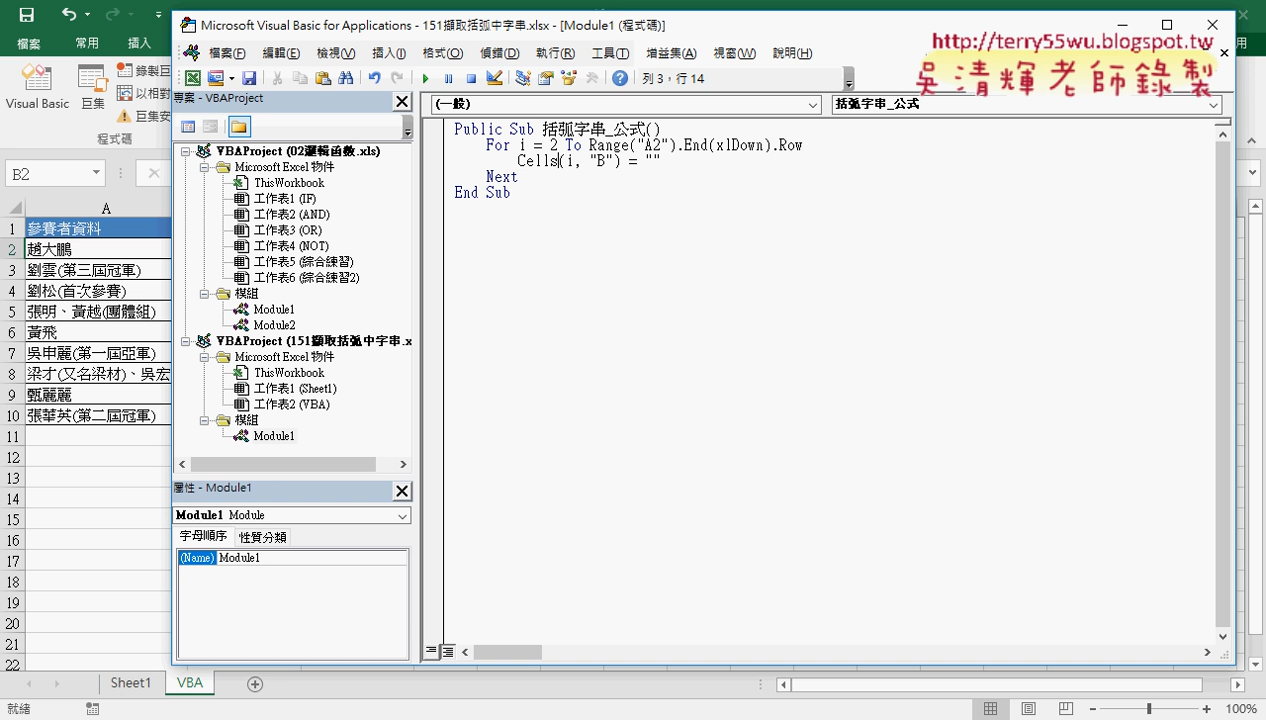 檔案
常用
插入
Visual Basic
巨集
錄製巨
以相對
巨集安
程式碼
B2
A
1 參賽者資料
2 趙大鵬
3 劉雲(第三屆冠軍)
4 劉松(首次參賽)
5 張明、黃越(團體組)
6 黃飛
7 吳申麗(第一屆亞軍)
8 梁才(又名梁材)、吳宏
9 甄麗麗
10 張華英(第二屆冠軍)
11
12
13
14
15
16
17
18
19
20
21
22
Microsoft Visual Basic for Applications - 151擷取括弧中字串.xlsx - [Module1 (程式碼)]
檔案(F) 編輯(E) 檢視(V) 插入(I) 格式(O) 偵錯(D) 執行(R) 工具(T) 增益集(A) 視窗(W) 說明(H)
http://terry55wu.blogspot.tw
吳清輝老師錄製
列 3，行 14
專案 - VBAProject
VBAProject (02邏輯函數.xls)
Microsoft Excel 物件
ThisWorkbook
工作表1 (IF)
工作表2 (AND)
工作表3 (OR)
工作表4 (NOT)
工作表5 (綜合練習)
工作表6 (綜合練習2)
模組
Module1
Module2
VBAProject (151擷取括弧中字串.x
Microsoft Excel 物件
ThisWorkbook
工作表1 (Sheet1)
工作表2 (VBA)
模組
Module1
屬性 - Module1
Module1 Module
字母順序 性質分類
(Name) Module1
(一般)
括弧字串_公式
Public Sub 括弧字串_公式()
For i = 2 To Range("A2").End(xlDown).Row
Cells(i, "B") = ""
Next
End Sub
Sheet1
VBA
就緒
100%